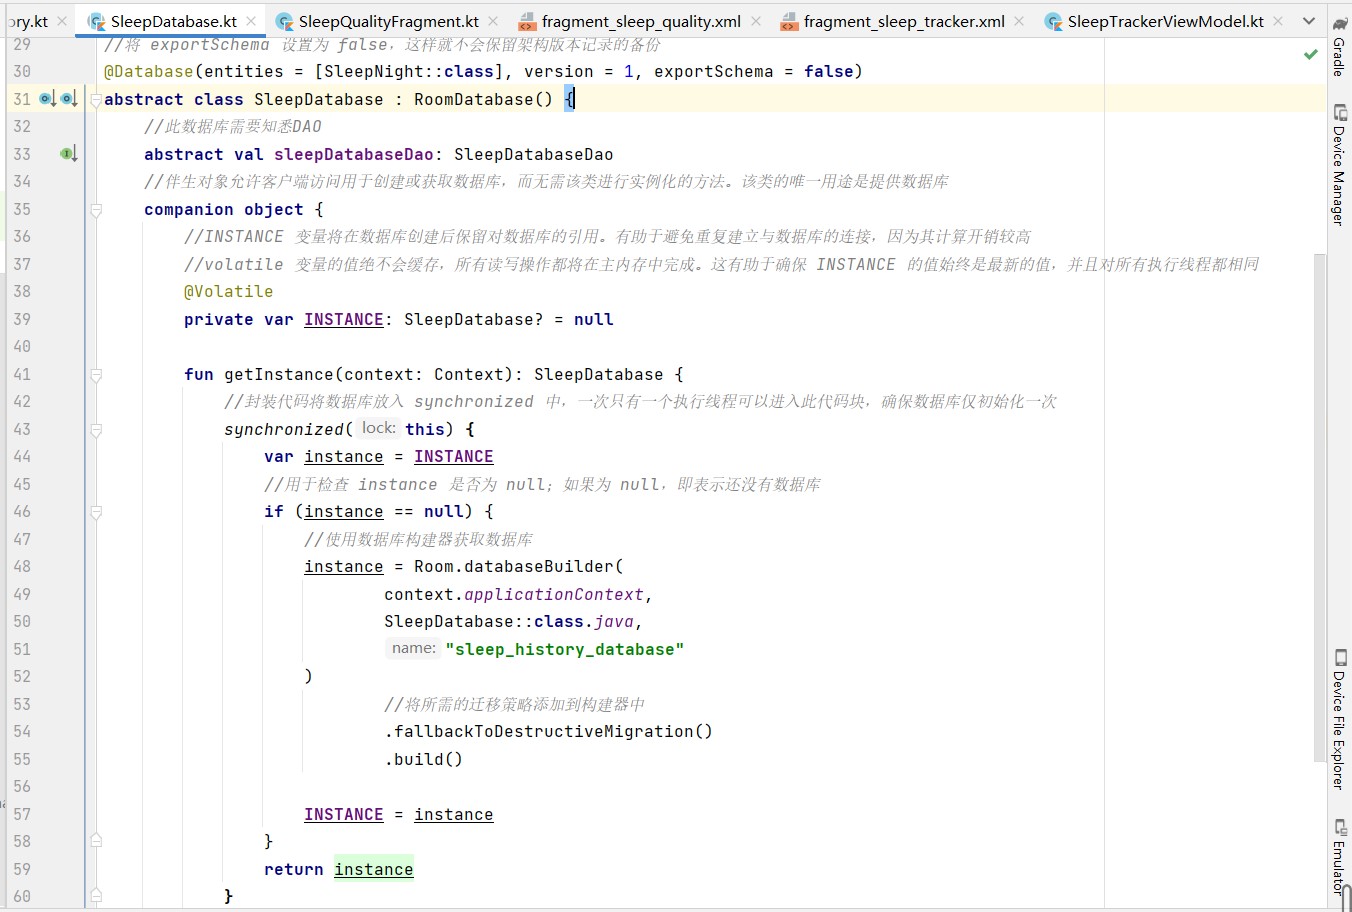 ory.kt SleepDatabase.kt SleepQualityFragment.kt fragment_sleep_quality.xml fragment_sleep_tracker.xml SleepTrackerViewModel.kt
29 //将 exportSchema 设置为 false，这样就不会保留架构版本记录的备份
30 @Database(entities = [SleepNight::class], version = 1, exportSchema = false)
31 abstract class SleepDatabase : RoomDatabase() {
32 //此数据库需要知悉DAO
33 abstract val sleepDatabaseDao: SleepDatabaseDao
34 //伴生对象允许客户端访问用于创建或获取数据库，而无需该类进行实例化的方法。该类的唯一用途是提供数据库
35 companion object {
36 //INSTANCE 变量将在数据库创建后保留对数据库的引用。有助于避免重复建立与数据库的连接，因为其计算开销较高
37 //volatile 变量的值绝不会缓存，所有读写操作都将在主内存中完成。这有助于确保 INSTANCE 的值始终是最新的值，并且对所有执行线程都相同
38 @Volatile
39 private var INSTANCE: SleepDatabase? = null
40
41 fun getInstance(context: Context): SleepDatabase {
42 //封装代码将数据库放入 synchronized 中，一次只有一个执行线程可以进入此代码块，确保数据库仅初始化一次
43 synchronized( lock: this) {
44 var instance = INSTANCE
45 //用于检查 instance 是否为 null；如果为 null，即表示还没有数据库
46 if (instance == null) {
47 //使用数据库构建器获取数据库
48 instance = Room.databaseBuilder(
49 context.applicationContext,
50 SleepDatabase::class.java,
51 name: "sleep_history_database"
52 )
53 //将所需的迁移策略添加到构建器中
54 .fallbackToDestructiveMigration()
55 .build()
56
57 INSTANCE = instance
58 }
59 return instance
60 }
Gradle
Device Manager
Device File Explorer
Emulator